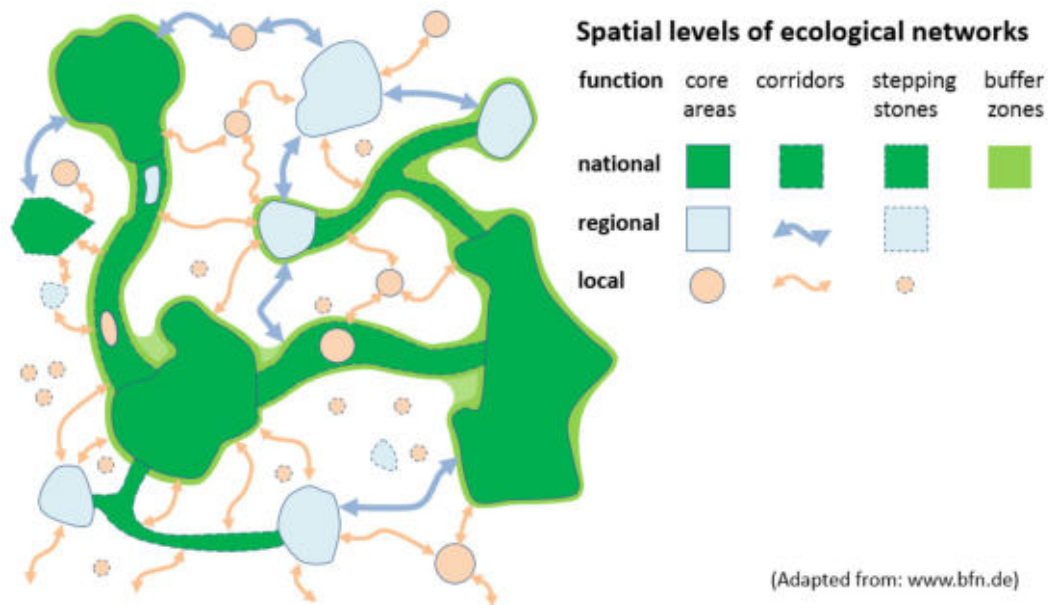 Spatial levels of ecological networks
function core areas corridors stepping stones buffer zones
national
regional
local
(Adapted from: www.bfn.de)